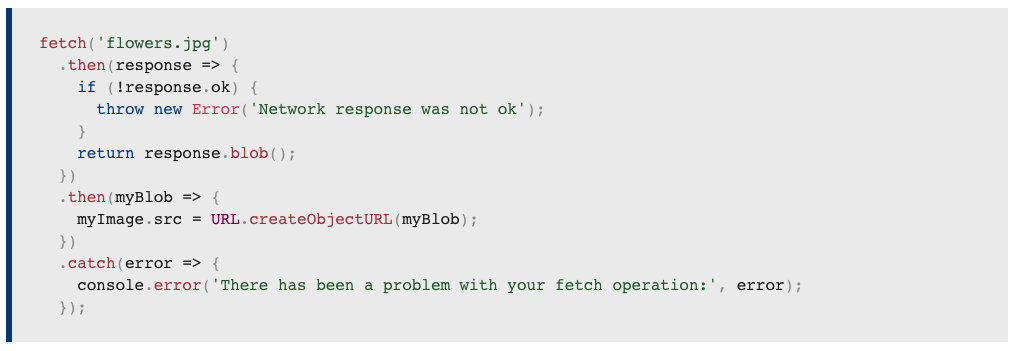 fetch('flowers.jpg')
  .then(response => {
    if (!response.ok) {
      throw new Error('Network response was not ok');
    }
    return response.blob();
  })
  .then(myBlob => {
    myImage.src = URL.createObjectURL(myBlob);
  })
  .catch(error => {
    console.error('There has been a problem with your fetch operation:', error);
  });